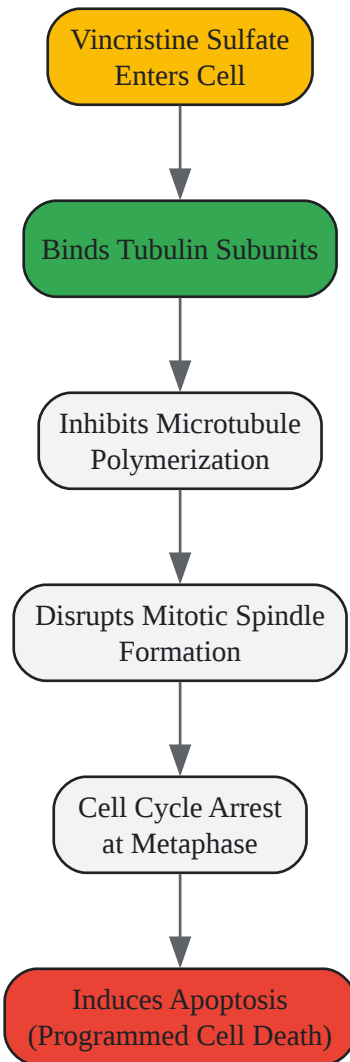 Vincristine Sulfate
Enters Cell
Binds Tubulin Subunits
Inhibits Microtubule
Polymerization
Disrupts Mitotic Spindle
Formation
Cell Cycle Arrest
at Metaphase
Induces Apoptosis
(Programmed Cell Death)